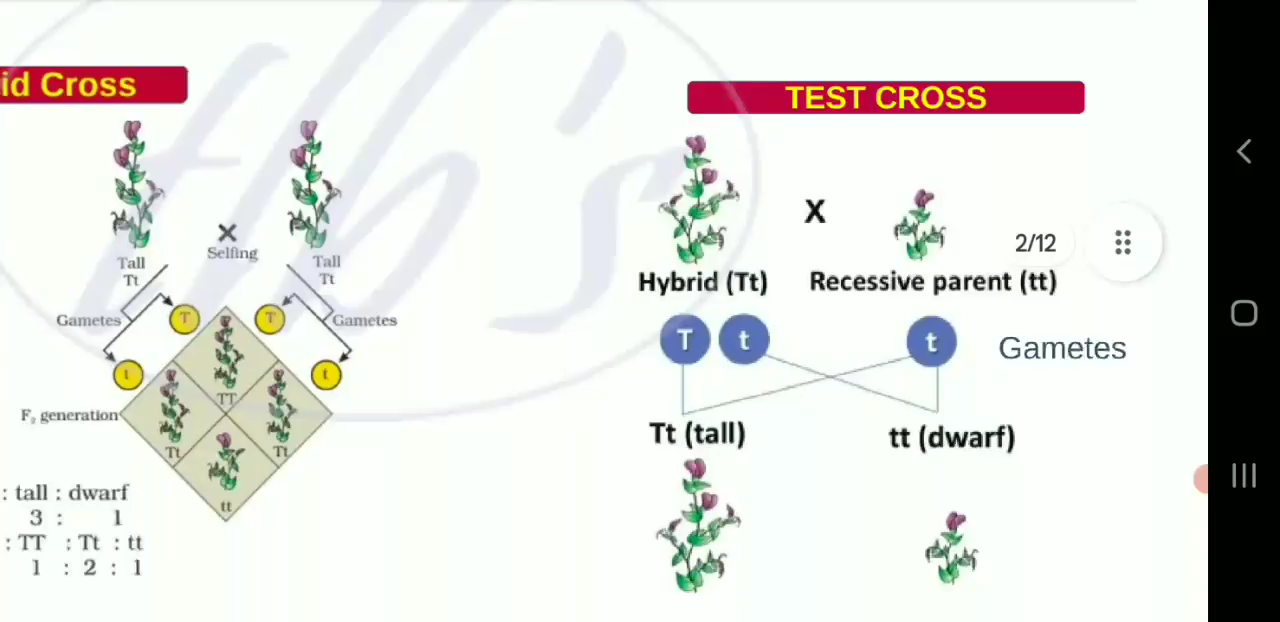 id Cross
Tall
Tt
×
Selfing
Tall
Tt
Gametes
T
T
Gametes
t
t
TT
F₂ generation
Tt
Tt
tt
: tall : dwarf
3 : 1
: TT : Tt : tt
1 : 2 : 1
TEST CROSS
X
2/12
Hybrid (Tt)
Recessive parent (tt)
T
t
t
Gametes
Tt (tall)
tt (dwarf)
tb's